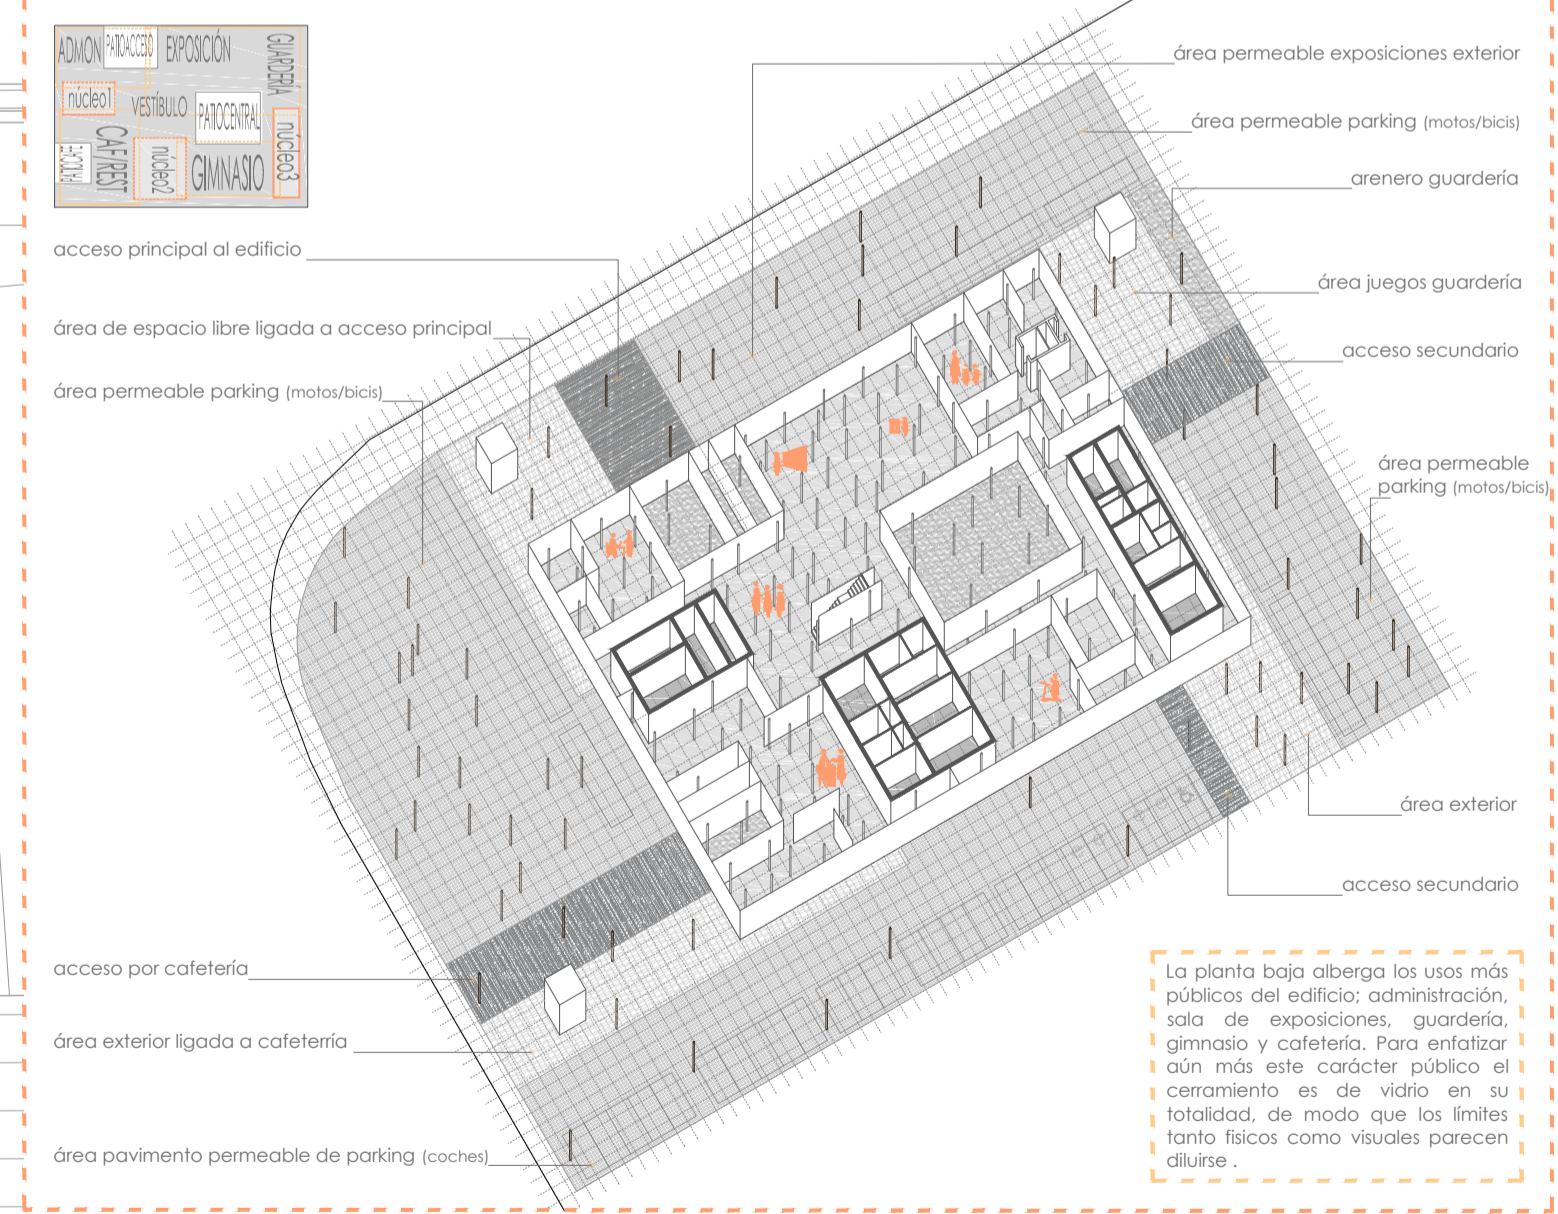 ADMON
PATIOACCESO
EXPOSICIÓN
GUARDERÍA
núcleo1
VESTÍBULO
PATIOCENTRAL
núcleo3
CAF/REST
núcleo2
GIMNASIO
acceso principal al edificio
área de espacio libre ligada a acceso principal
área permeable parking (motos/bicis)
área permeable exposiciones exterior
área permeable parking (motos/bicis)
arenero guardería
área juegos guardería
acceso secundario
área permeable
parking (motos/bicis)
área exterior
acceso secundario
acceso por cafetería
área exterior ligada a cafeterría
área pavimento permeable de parking (coches)
La planta baja alberga los usos más
públicos del edificio; administración,
sala de exposiciones, guardería,
gimnasio y cafetería. Para enfatizar
aún más este carácter público el
cerramiento es de vidrio en su
totalidad, de modo que los límites
tanto fisicos como visuales parecen
diluirse .